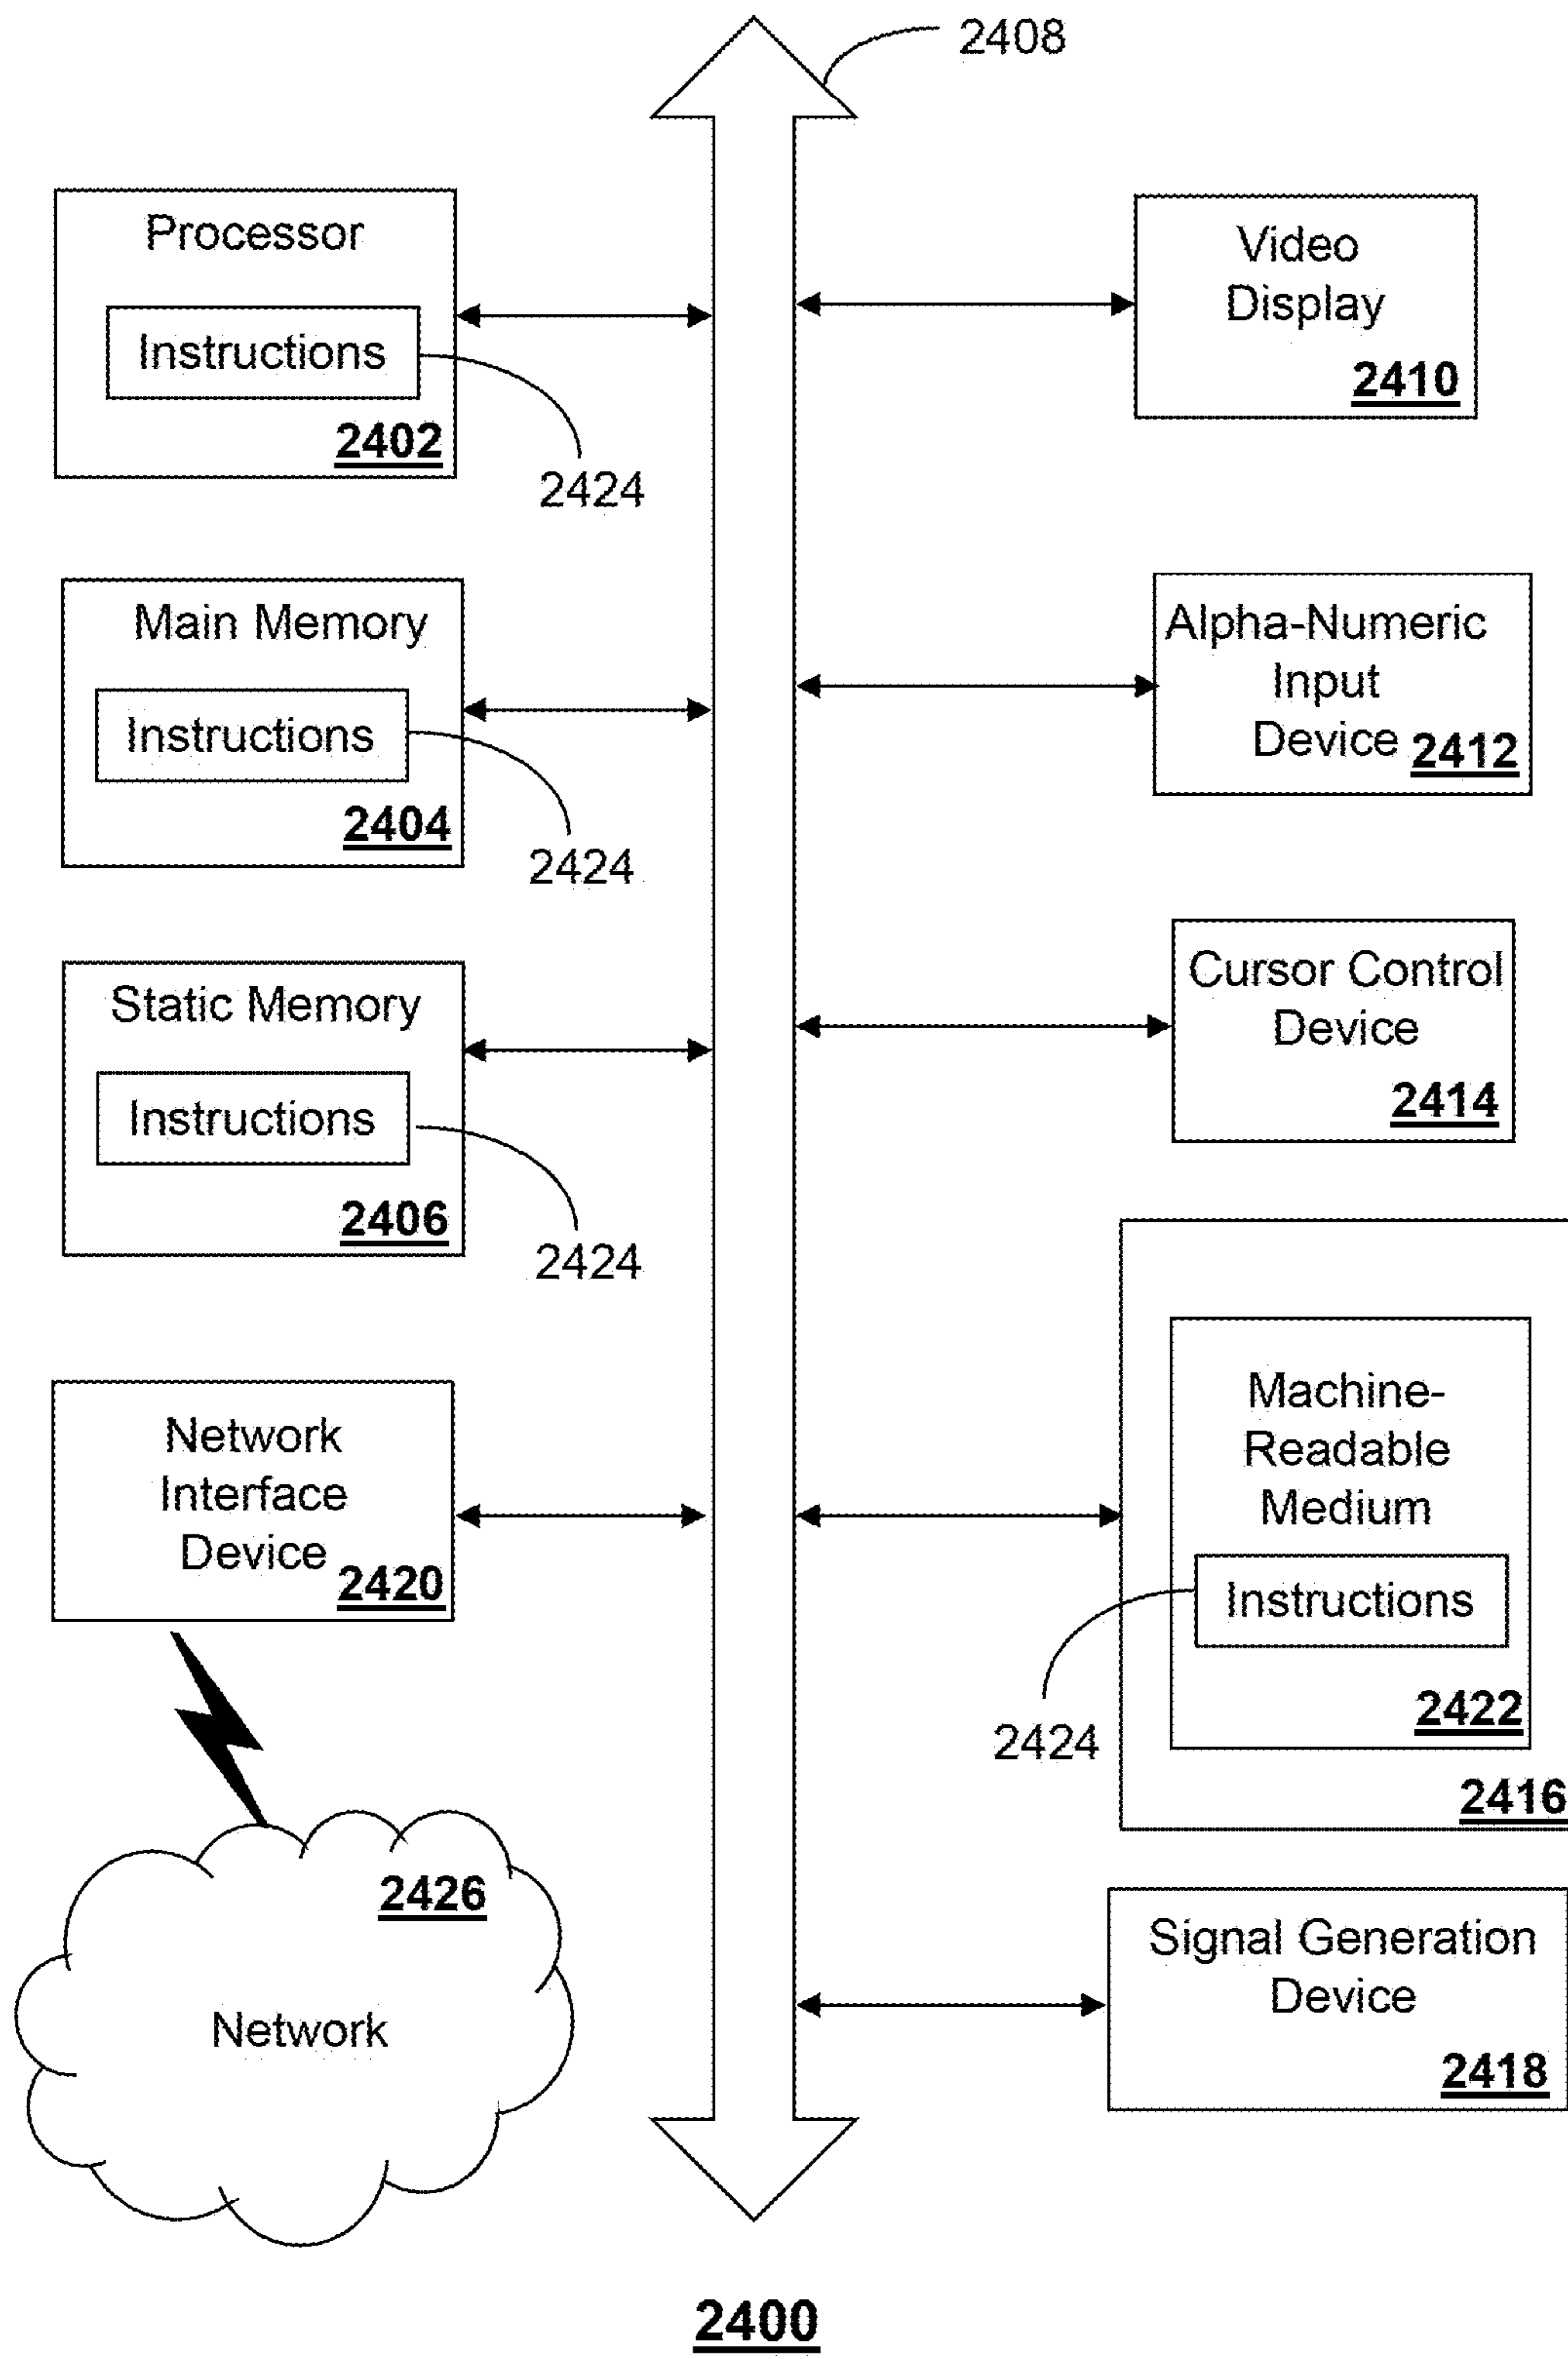 2408
Processor
Instructions
2402
2424
Main Memory
Instructions
2404
2424
Static Memory
Instructions
2406
2424
Network
Interface
Device
2420
2426
Network
Video
Display
2410
Alpha-Numeric
Input
Device 2412
Cursor Control
Device
2414
Machine-
Readable
Medium
Instructions
2424
2422
2416
Signal Generation
Device
2418
2400